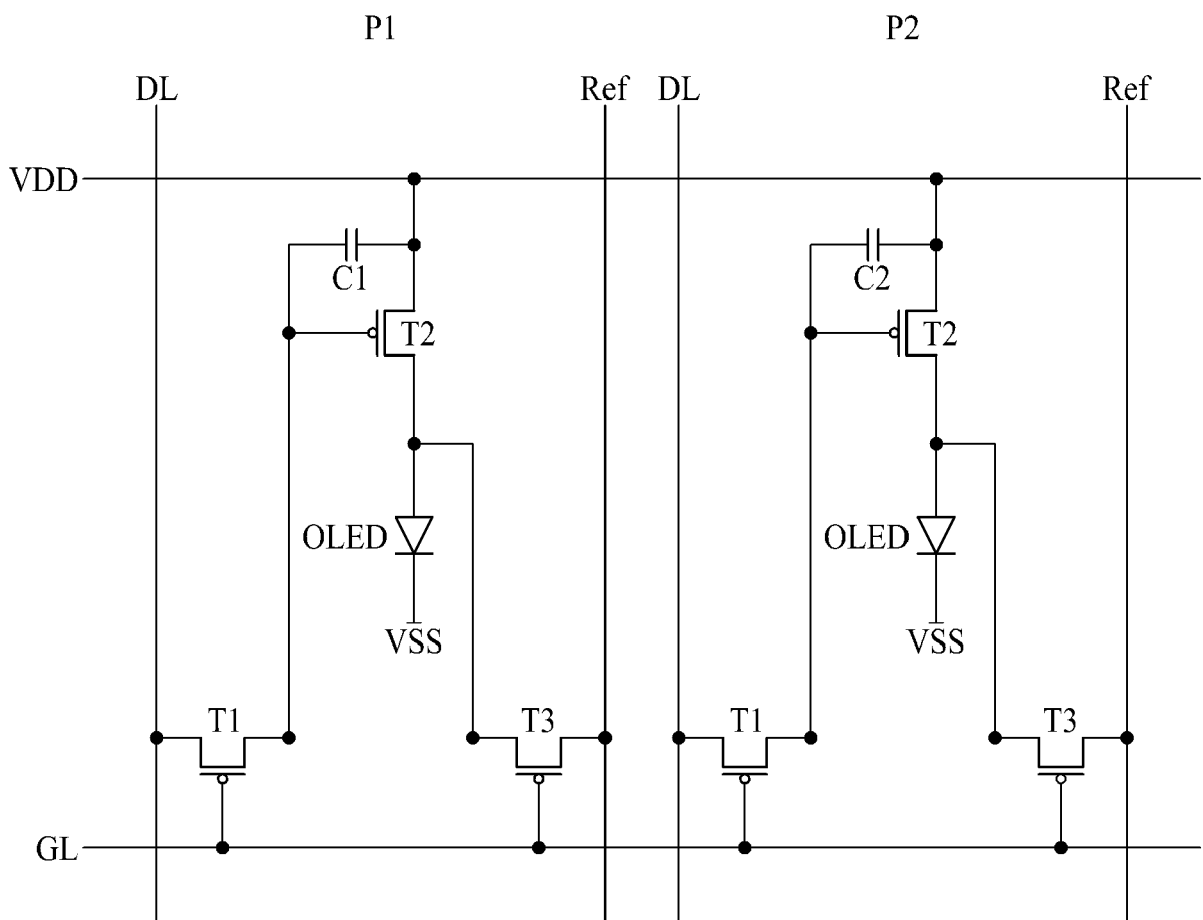 P1 P2
DL Ref DL Ref
VDD
C1 C2
T2 T2
OLED OLED
VSS VSS
T1 T3 T1 T3
GL